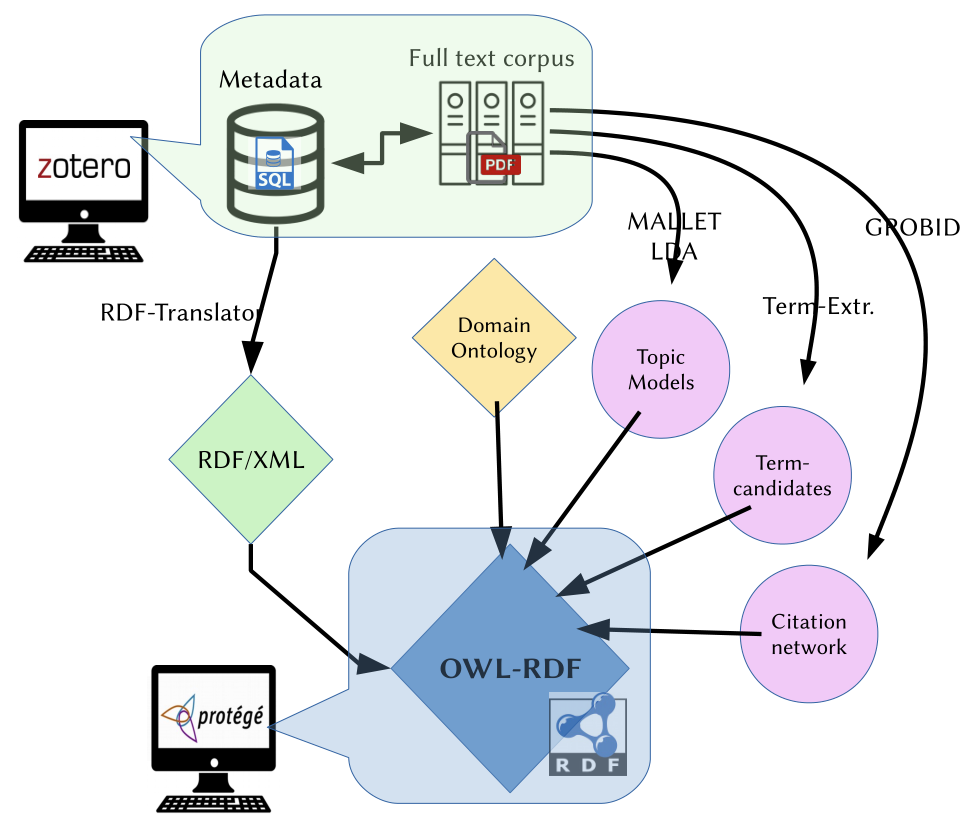 Full text corpus
Metadata
zotero
SQL
PDF
MALLET
LDA
GROBID
RDF-Translator
Term-Extr.
Domain
Ontology
Topic
Models
RDF/XML
Term-
candidates
Citation
network
OWL-RDF
protégé
RDF